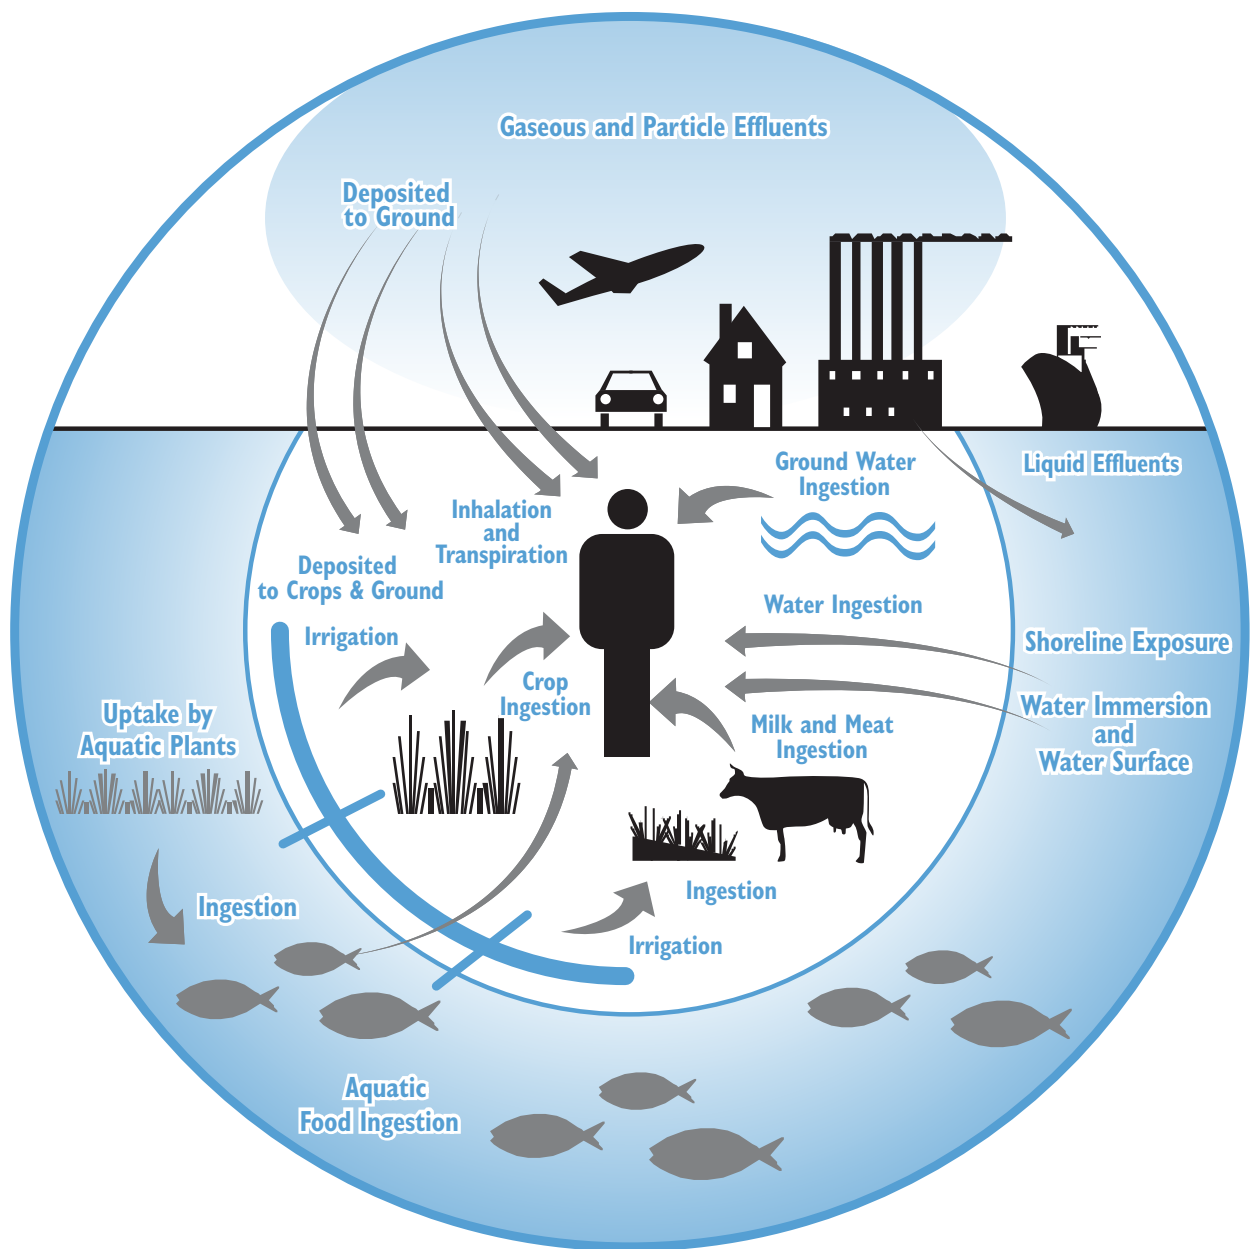 Gaseous and Particle Effluents
Deposited
to Ground
Ground Water
Ingestion
Liquid Effluents
Inhalation
and
Transpiration
Deposited
to Crops & Ground
Water Ingestion
Irrigation
Shoreline Exposure
Crop
Ingestion
Water Immersion
and
Water Surface
Uptake by
Aquatic Plants
Milk and Meat
Ingestion
Ingestion
Ingestion
Irrigation
Aquatic
Food Ingestion